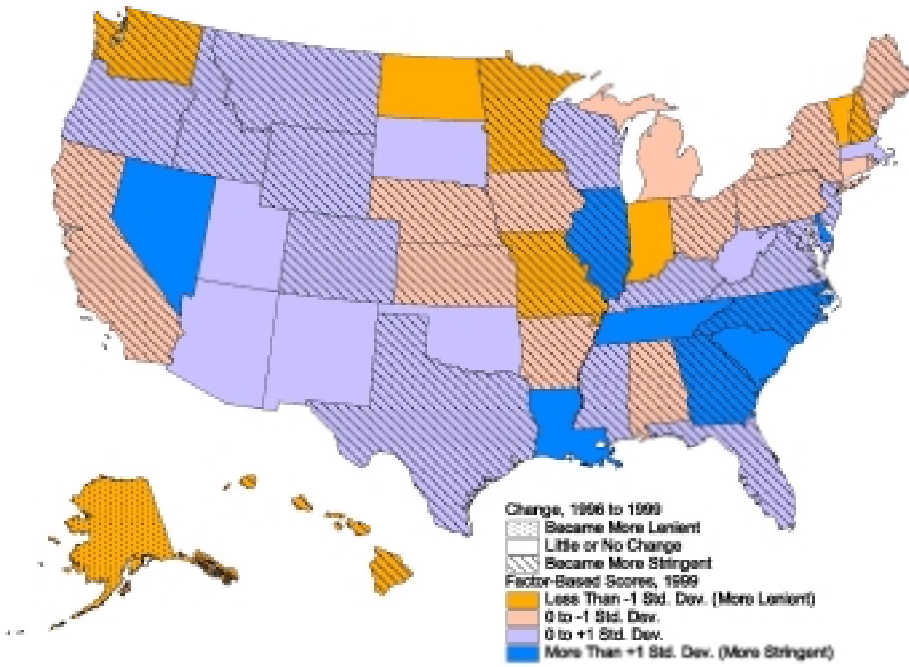 Change, 1996 to 1999
Became More Lenient
Little or No Change
Became More Stringent
Factor-Based Scores, 1999
Less Than -1 Std. Dev. (More Lenient)
0 to -1 Std. Dev.
0 to +1 Std. Dev.
More Than +1 Std. Dev. (More Stringent)